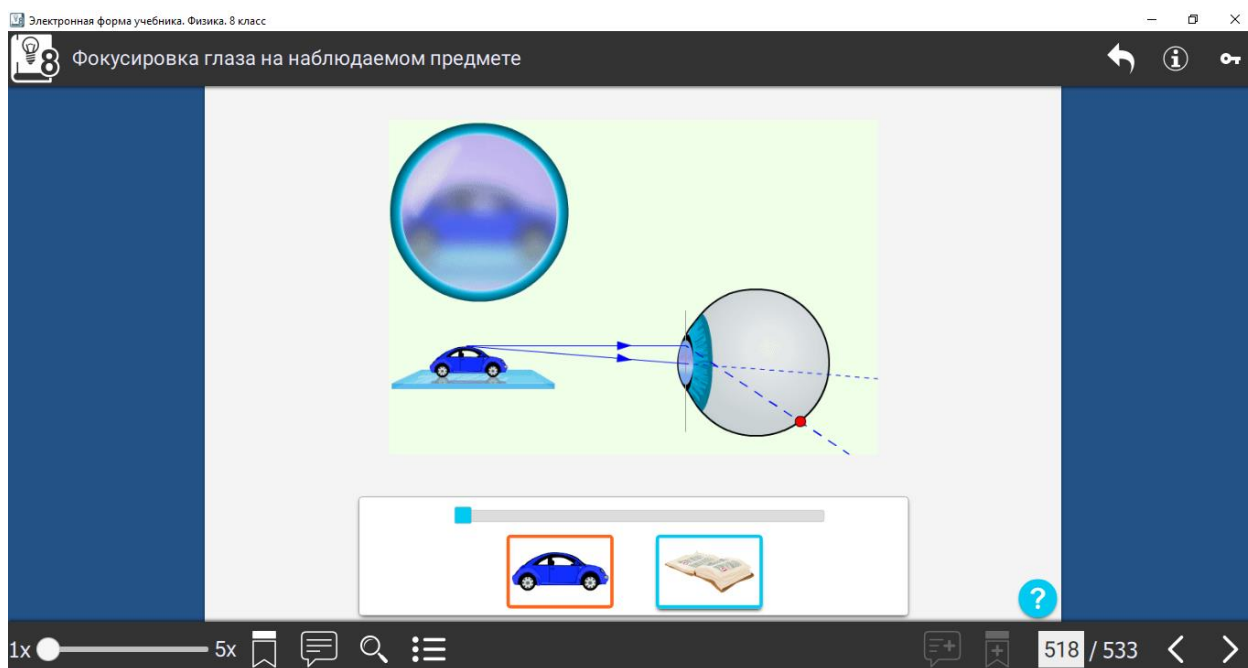 Электронная форма учебника. Физика. 8 класс
8 Фокусировка глаза на наблюдаемом предмете
?
1x 5x 518 / 533